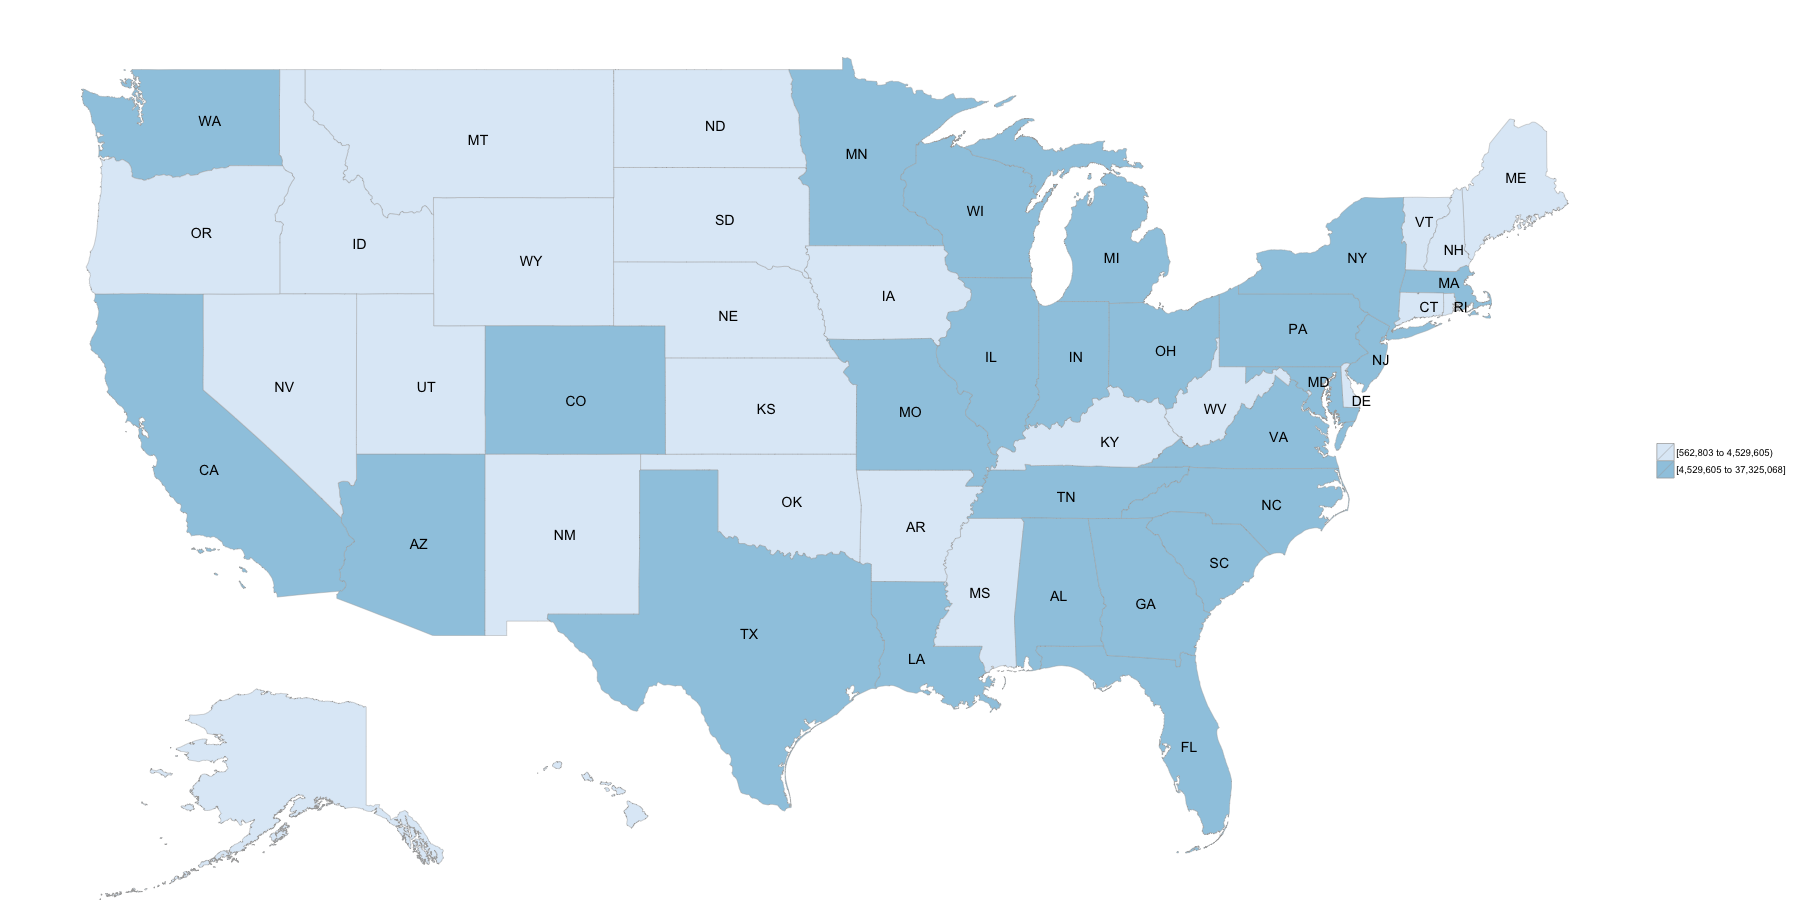 WA
MT
ND
MN
ME
OR
ID
WY
SD
WI
MI
NY
VT
NH
MA
CT
RI
IA
NE
PA
NV
UT
CO
KS
MO
IL
IN
OH
NJ
MD
DE
WV
VA
KY
CA
AZ
NM
OK
AR
TN
NC
SC
MS
AL
GA
TX
LA
FL
[562,803 to 4,529,605)
[4,529,605 to 37,325,068]